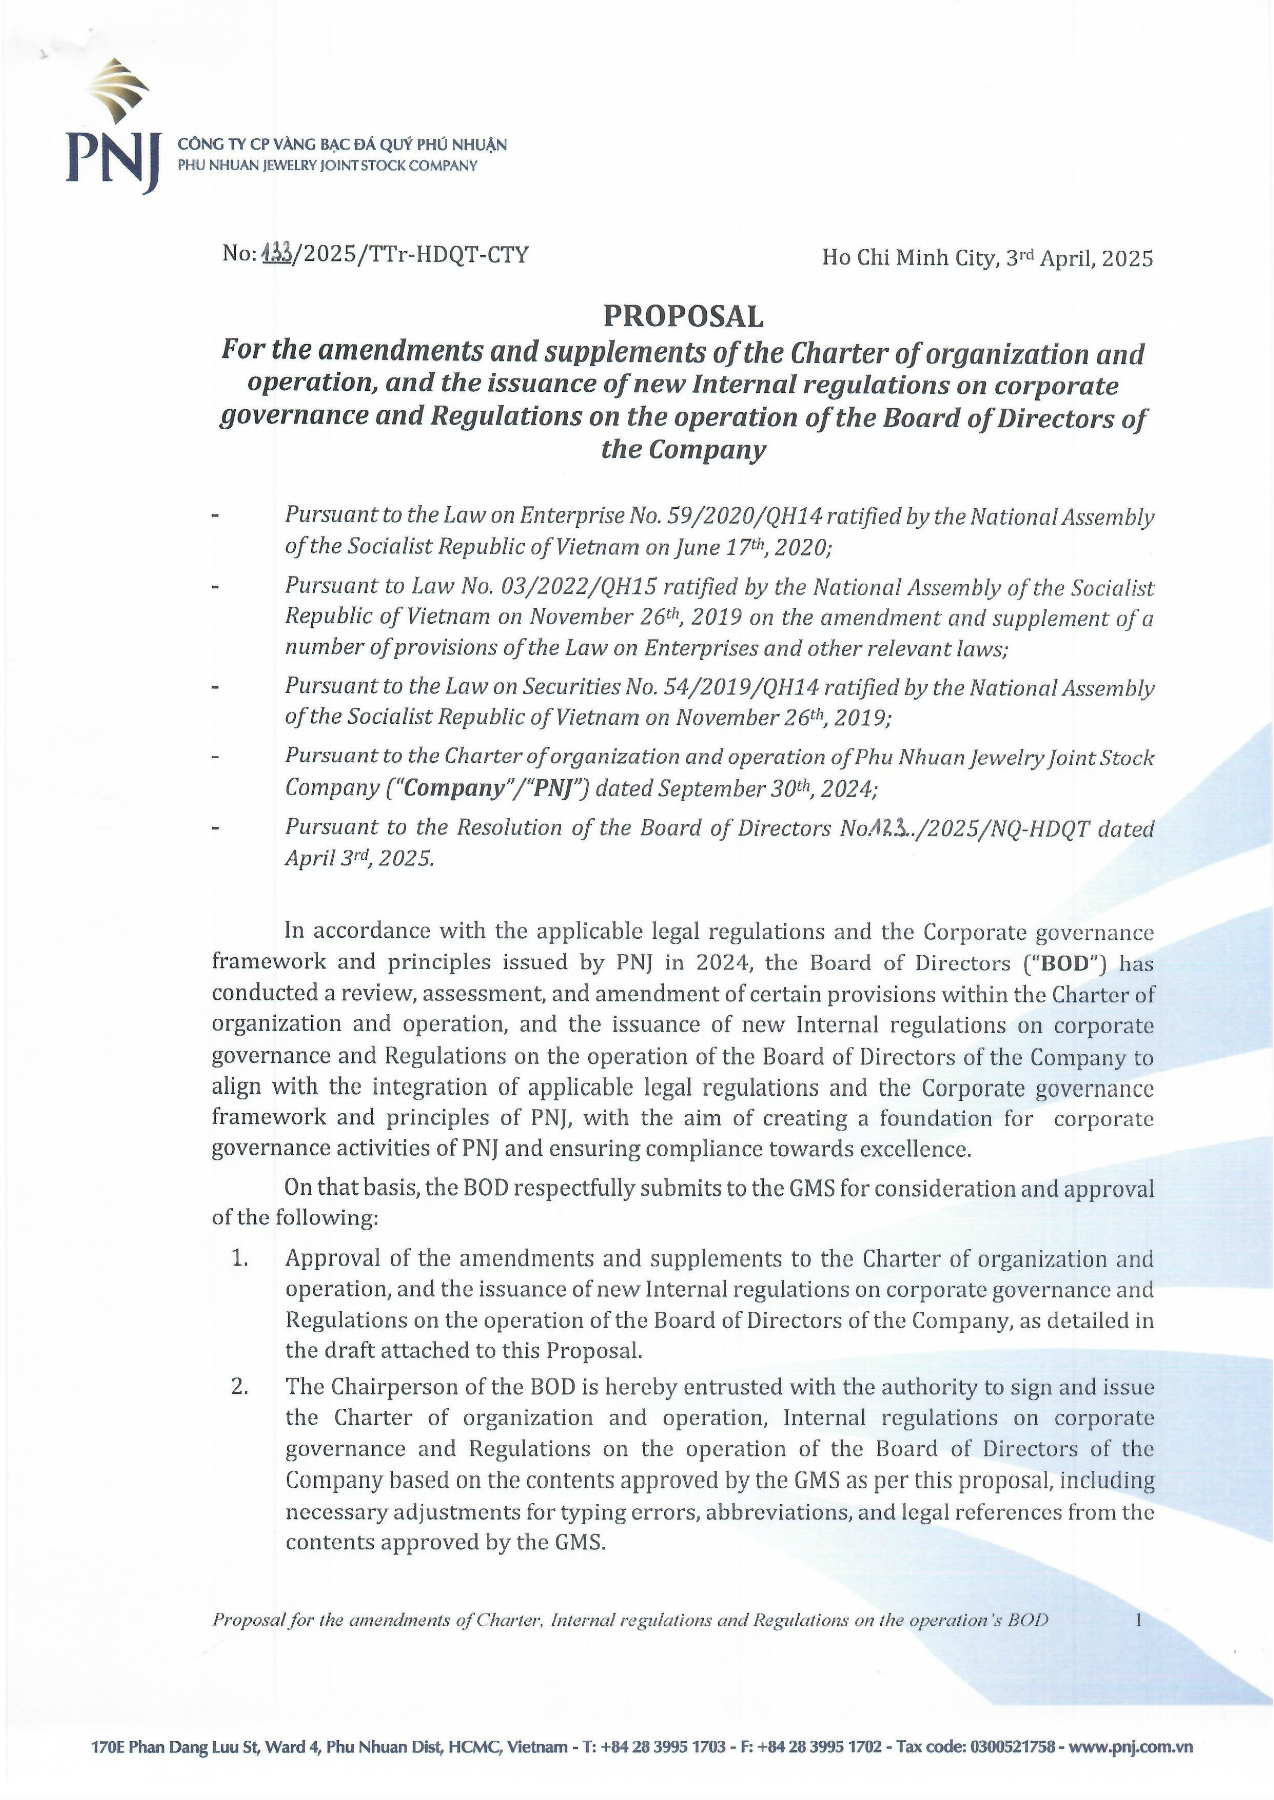 PNJ
CÔNG TY CP VÀNG BẠC ĐÁ QUÝ PHÚ NHUẬN
PHU NHUAN JEWELRY JOINT STOCK COMPANY
No: 133/2025/TTr-HDQT-CTY
Ho Chi Minh City, 3rd April, 2025
PROPOSAL
For the amendments and supplements of the Charter of organization and
operation, and the issuance of new Internal regulations on corporate
governance and Regulations on the operation of the Board of Directors of
the Company
- Pursuant to the Law on Enterprise No. 59/2020/QH14 ratified by the National Assembly
of the Socialist Republic of Vietnam on June 17th, 2020;
- Pursuant to Law No. 03/2022/QH15 ratified by the National Assembly of the Socialist
Republic of Vietnam on November 26th, 2019 on the amendment and supplement of a
number of provisions of the Law on Enterprises and other relevant laws;
- Pursuant to the Law on Securities No. 54/2019/QH14 ratified by the National Assembly
of the Socialist Republic of Vietnam on November 26th, 2019;
- Pursuant to the Charter of organization and operation of Phu Nhuan Jewelry Joint Stock
Company ("Company"/"PNJ") dated September 30th, 2024;
- Pursuant to the Resolution of the Board of Directors No.123../2025/NQ-HDQT dated
April 3rd, 2025.
In accordance with the applicable legal regulations and the Corporate governance
framework and principles issued by PNJ in 2024, the Board of Directors ("BOD") has
conducted a review, assessment, and amendment of certain provisions within the Charter of
organization and operation, and the issuance of new Internal regulations on corporate
governance and Regulations on the operation of the Board of Directors of the Company to
align with the integration of applicable legal regulations and the Corporate governance
framework and principles of PNJ, with the aim of creating a foundation for corporate
governance activities of PNJ and ensuring compliance towards excellence.
On that basis, the BOD respectfully submits to the GMS for consideration and approval
of the following:
1. Approval of the amendments and supplements to the Charter of organization and
operation, and the issuance of new Internal regulations on corporate governance and
Regulations on the operation of the Board of Directors of the Company, as detailed in
the draft attached to this Proposal.
2. The Chairperson of the BOD is hereby entrusted with the authority to sign and issue
the Charter of organization and operation, Internal regulations on corporate
governance and Regulations on the operation of the Board of Directors of the
Company based on the contents approved by the GMS as per this proposal, including
necessary adjustments for typing errors, abbreviations, and legal references from the
contents approved by the GMS.
Proposal for the amendments of Charter, Internal regulations and Regulations on the operation's BOD 1
170E Phan Dang Luu St, Ward 4, Phu Nhuan Dist, HCMC, Vietnam - T: +84 28 3995 1703 - F: +84 28 3995 1702 - Tax code: 0300521758 - www.pnj.com.vn